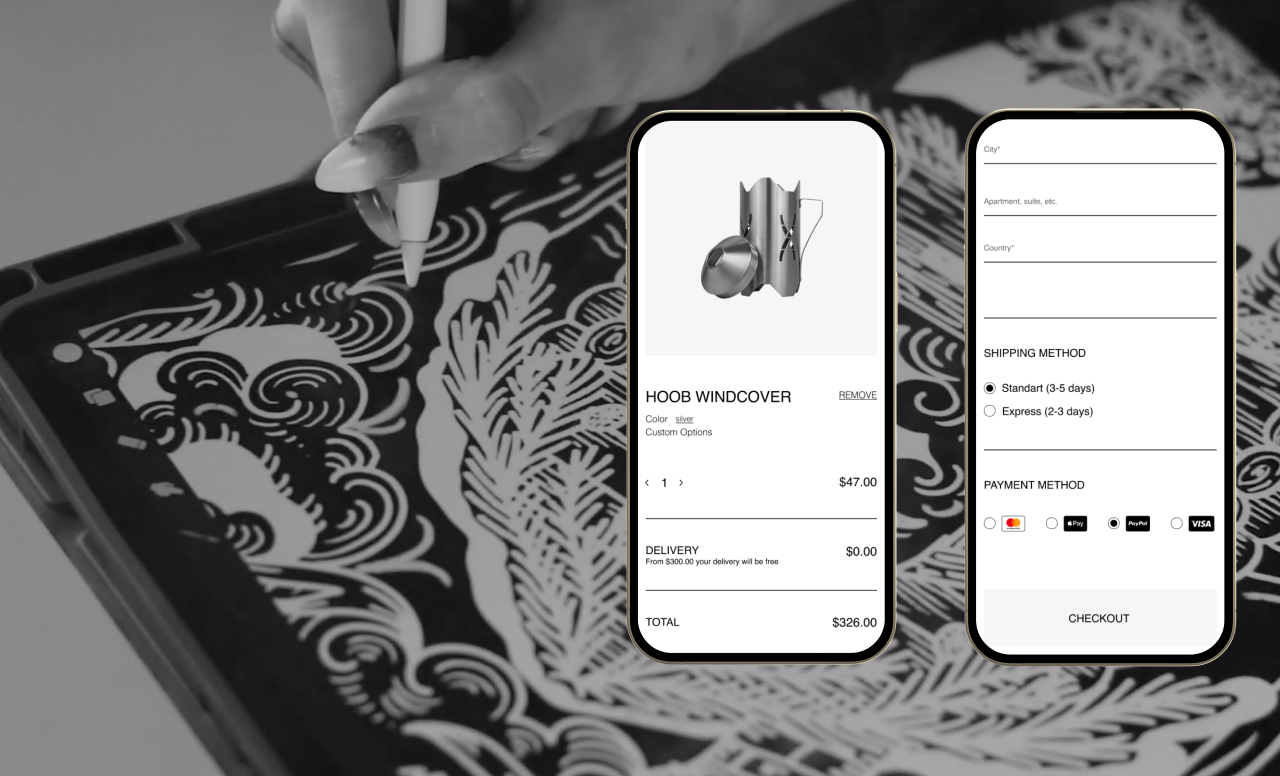 HOOB WINDCOVER
REMOVE
Color silver
Custom Options
‹ 1 › $47.00
DELIVERY $0.00
From $300.00 your delivery will be free
TOTAL $326.00
City*
Apartment, suite, etc.
Country*
SHIPPING METHOD
Standart (3-5 days)
Express (2-3 days)
PAYMENT METHOD
Pay PayPal VISA
CHECKOUT